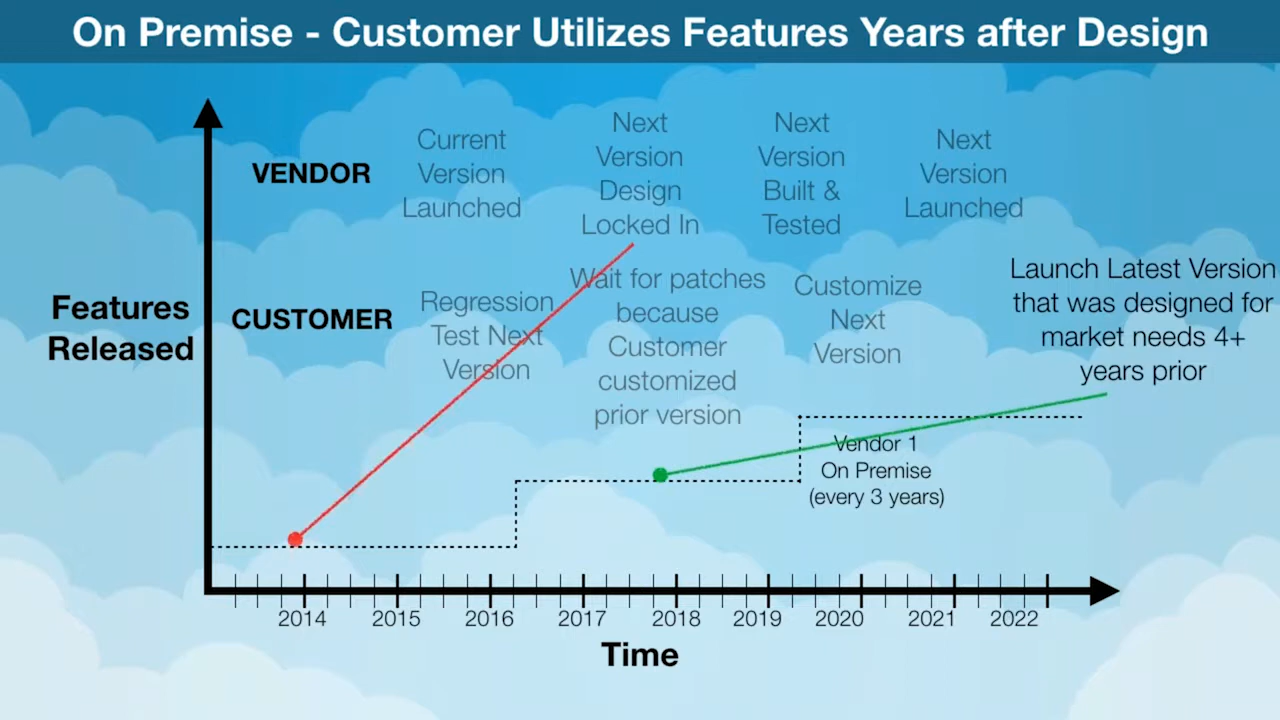 On Premise - Customer Utilizes Features Years after Design
VENDOR
Current
Version
Launched
Next
Version
Design
Locked In
Next
Version
Built &
Tested
Next
Version
Launched
Features
Released
CUSTOMER
Regression
Test Next
Version
Wait for patches
because
Customer
customized
prior version
Customize
Next
Version
Launch Latest Version
that was designed for
market needs 4+
years prior
Vendor 1
On Premise
(every 3 years)
2014 2015 2016 2017 2018 2019 2020 2021 2022
Time